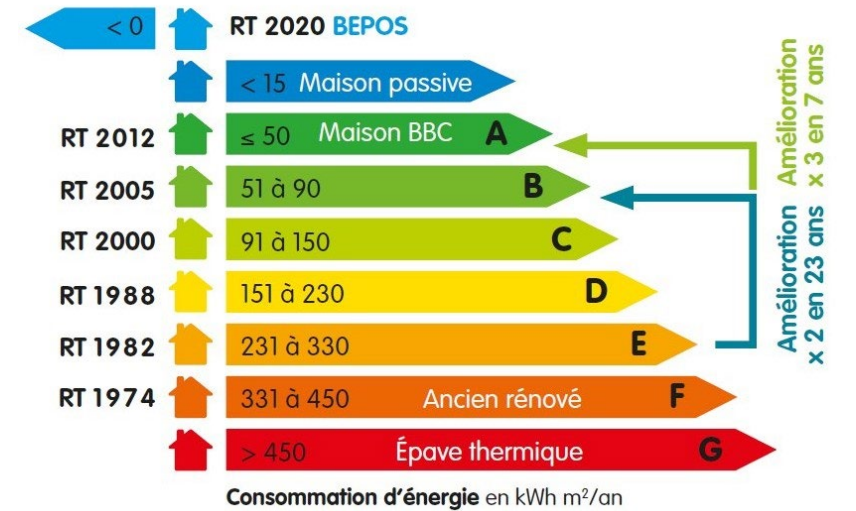 < 0 RT 2020 BEPOS
< 15 Maison passive
RT 2012 ≤ 50 Maison BBC A
RT 2005 51 à 90 B
RT 2000 91 à 150 C
RT 1988 151 à 230 D
RT 1982 231 à 330 E
RT 1974 331 à 450 Ancien rénové F
> 450 Épave thermique G
Consommation d'énergie en kWh m²/an
Amélioration
x 3 en 7 ans
Amélioration
x 2 en 23 ans